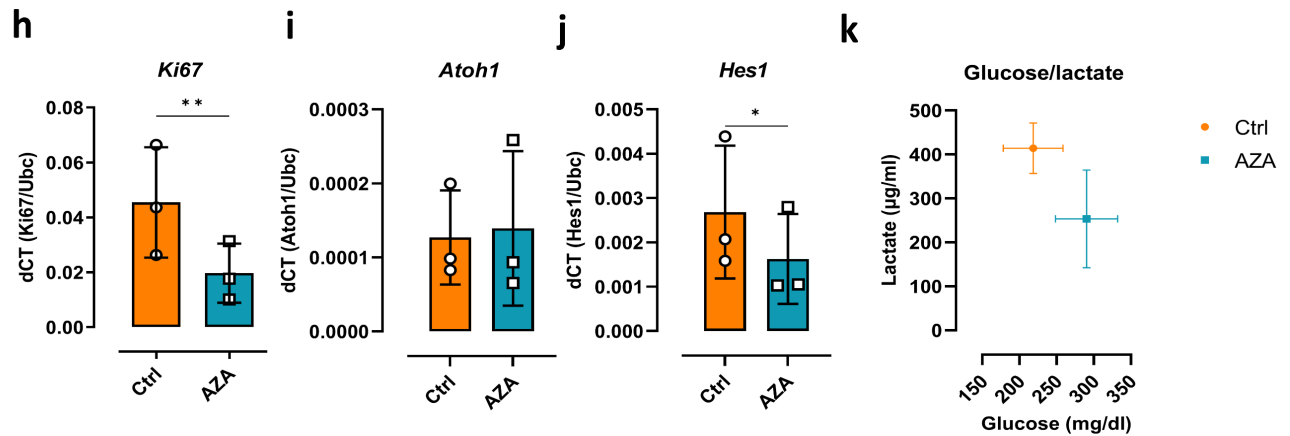 h
Ki67
**
dCT (Ki67/Ubc)
0.08
0.06
0.04
0.02
0.00
Ctrl
AZA
i
Atoh1
dCT (Atoh1/Ubc)
0.0003
0.0002
0.0001
0.0000
Ctrl
AZA
j
Hes1
*
dCT (Hes1/Ubc)
0.005
0.004
0.003
0.002
0.001
0.000
Ctrl
AZA
k
Glucose/lactate
Lactate (µg/ml)
500
400
300
200
100
0
150
200
250
300
350
Glucose (mg/dl)
Ctrl
AZA